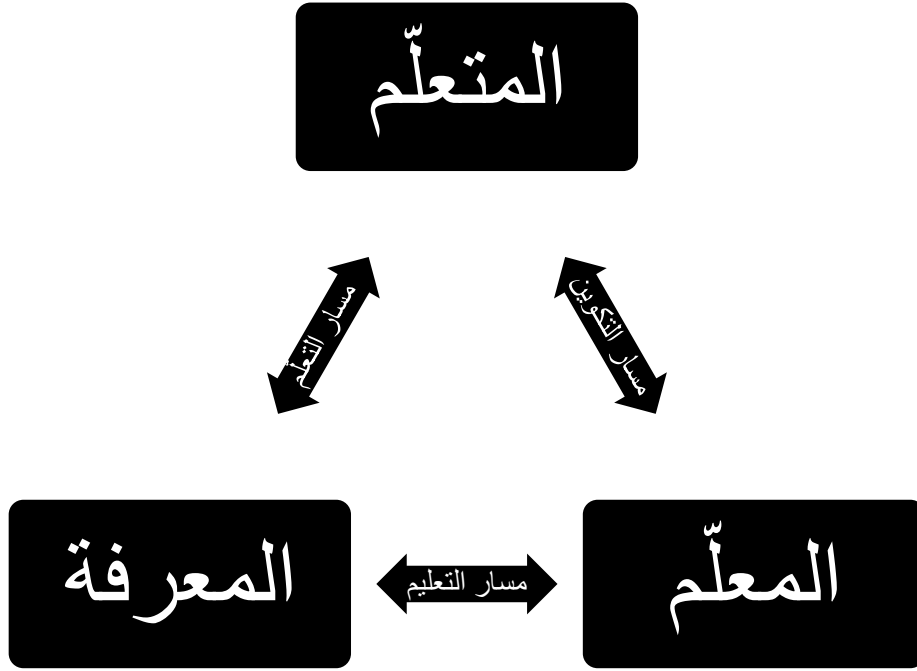 المتعلّم
مسار التكوين
مسار التعلّم
المعلّم
مسار التعليم
المعرفة